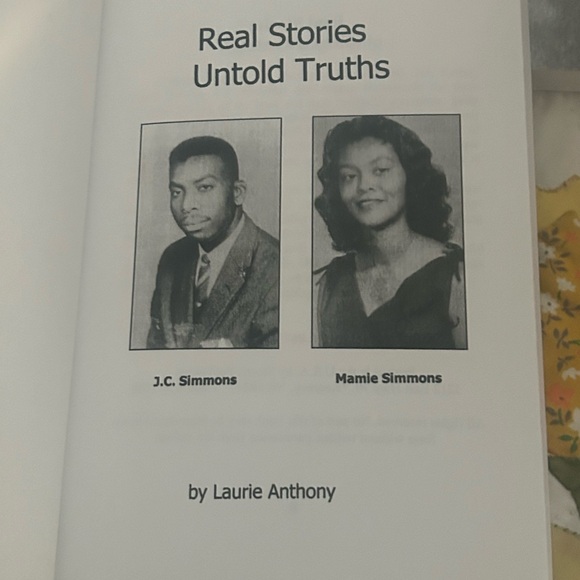 Real Stories
Untold Truths
J.C. Simmons
Mamie Simmons
by Laurie Anthony